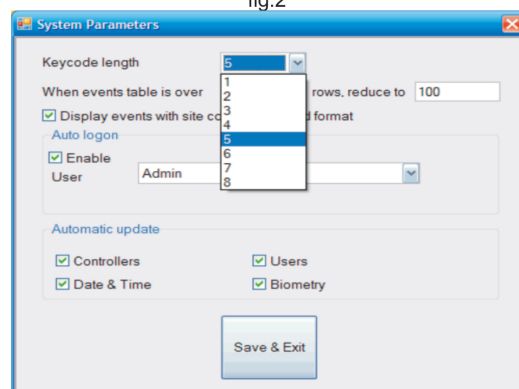 fig.2
System Parameters
Keycode length 5
When events table is over rows, reduce to 100
Display events with site co d format
1
2
3
4
5
6
7
8
Auto logon
Enable
User Admin
Automatic update
Controllers Users
Date & Time Biometry
Save & Exit